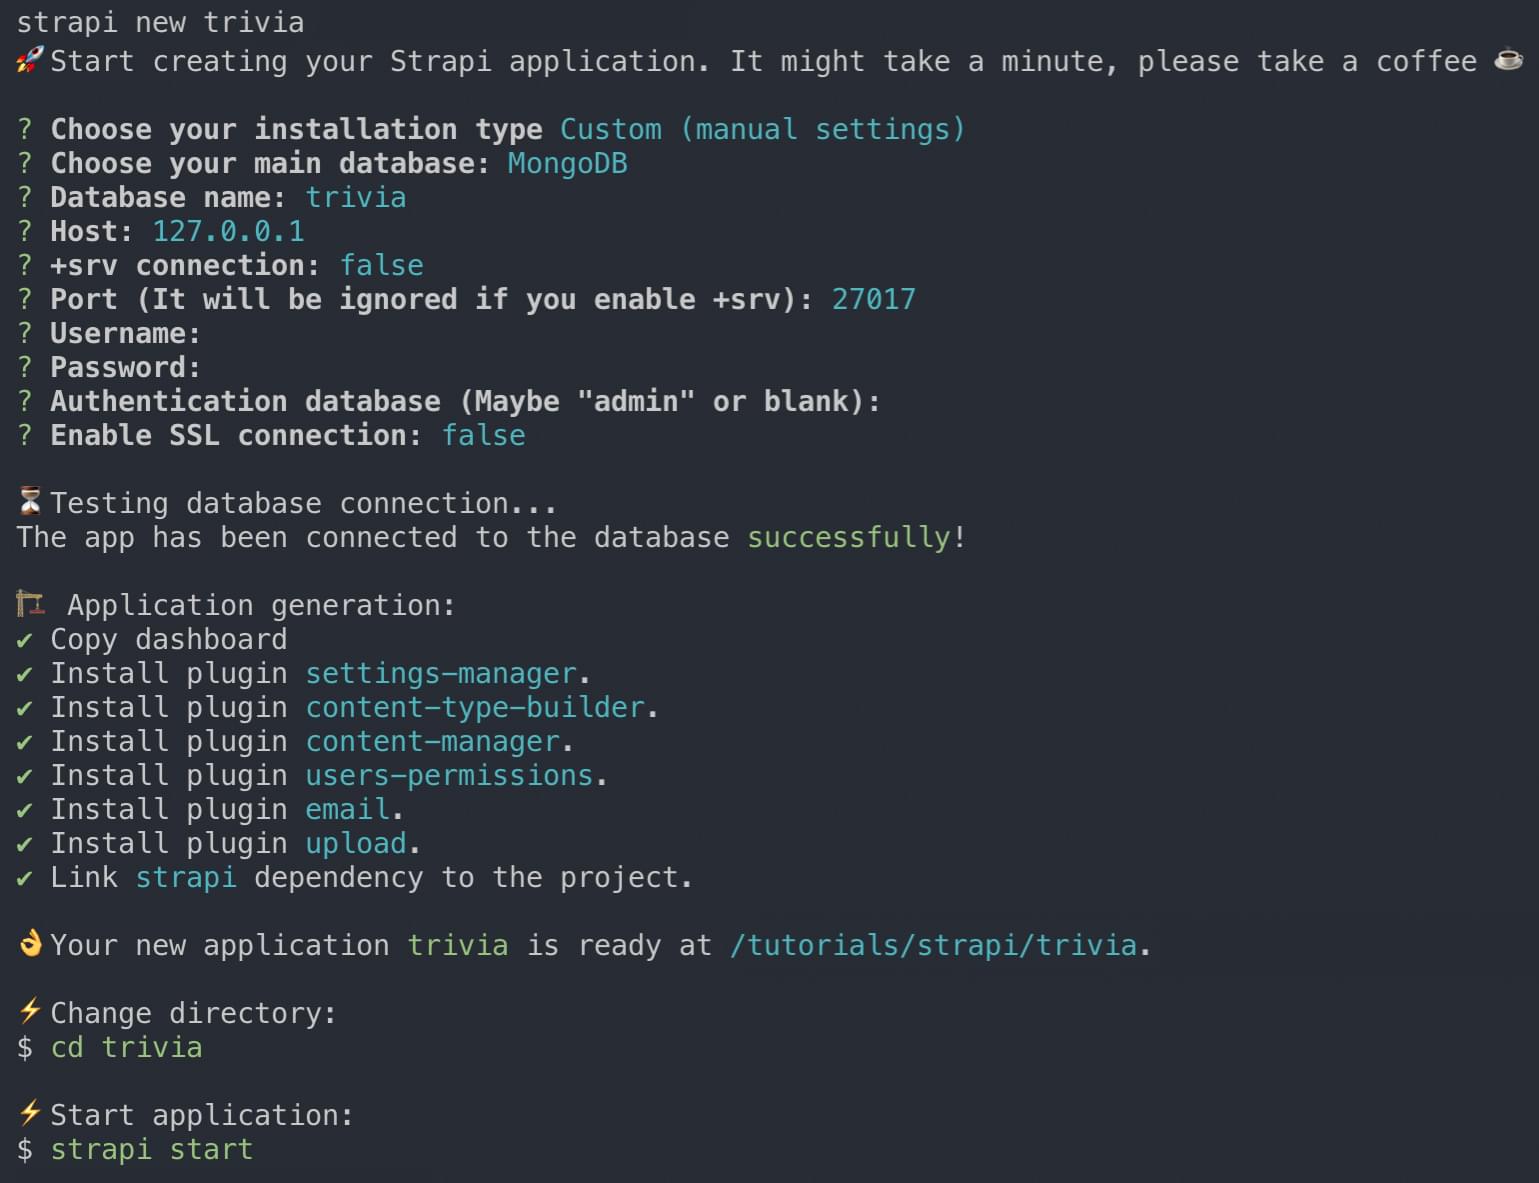 strapi new trivia
🚀Start creating your Strapi application. It might take a minute, please take a coffee ☕
? Choose your installation type Custom (manual settings)
? Choose your main database: MongoDB
? Database name: trivia
? Host: 127.0.0.1
? +srv connection: false
? Port (It will be ignored if you enable +srv): 27017
? Username:
? Password:
? Authentication database (Maybe "admin" or blank):
? Enable SSL connection: false
⏳Testing database connection...
The app has been connected to the database successfully!
🏗 Application generation:
✔ Copy dashboard
✔ Install plugin settings-manager.
✔ Install plugin content-type-builder.
✔ Install plugin content-manager.
✔ Install plugin users-permissions.
✔ Install plugin email.
✔ Install plugin upload.
✔ Link strapi dependency to the project.
👌Your new application trivia is ready at /tutorials/strapi/trivia.
⚡Change directory:
$ cd trivia
⚡Start application:
$ strapi start